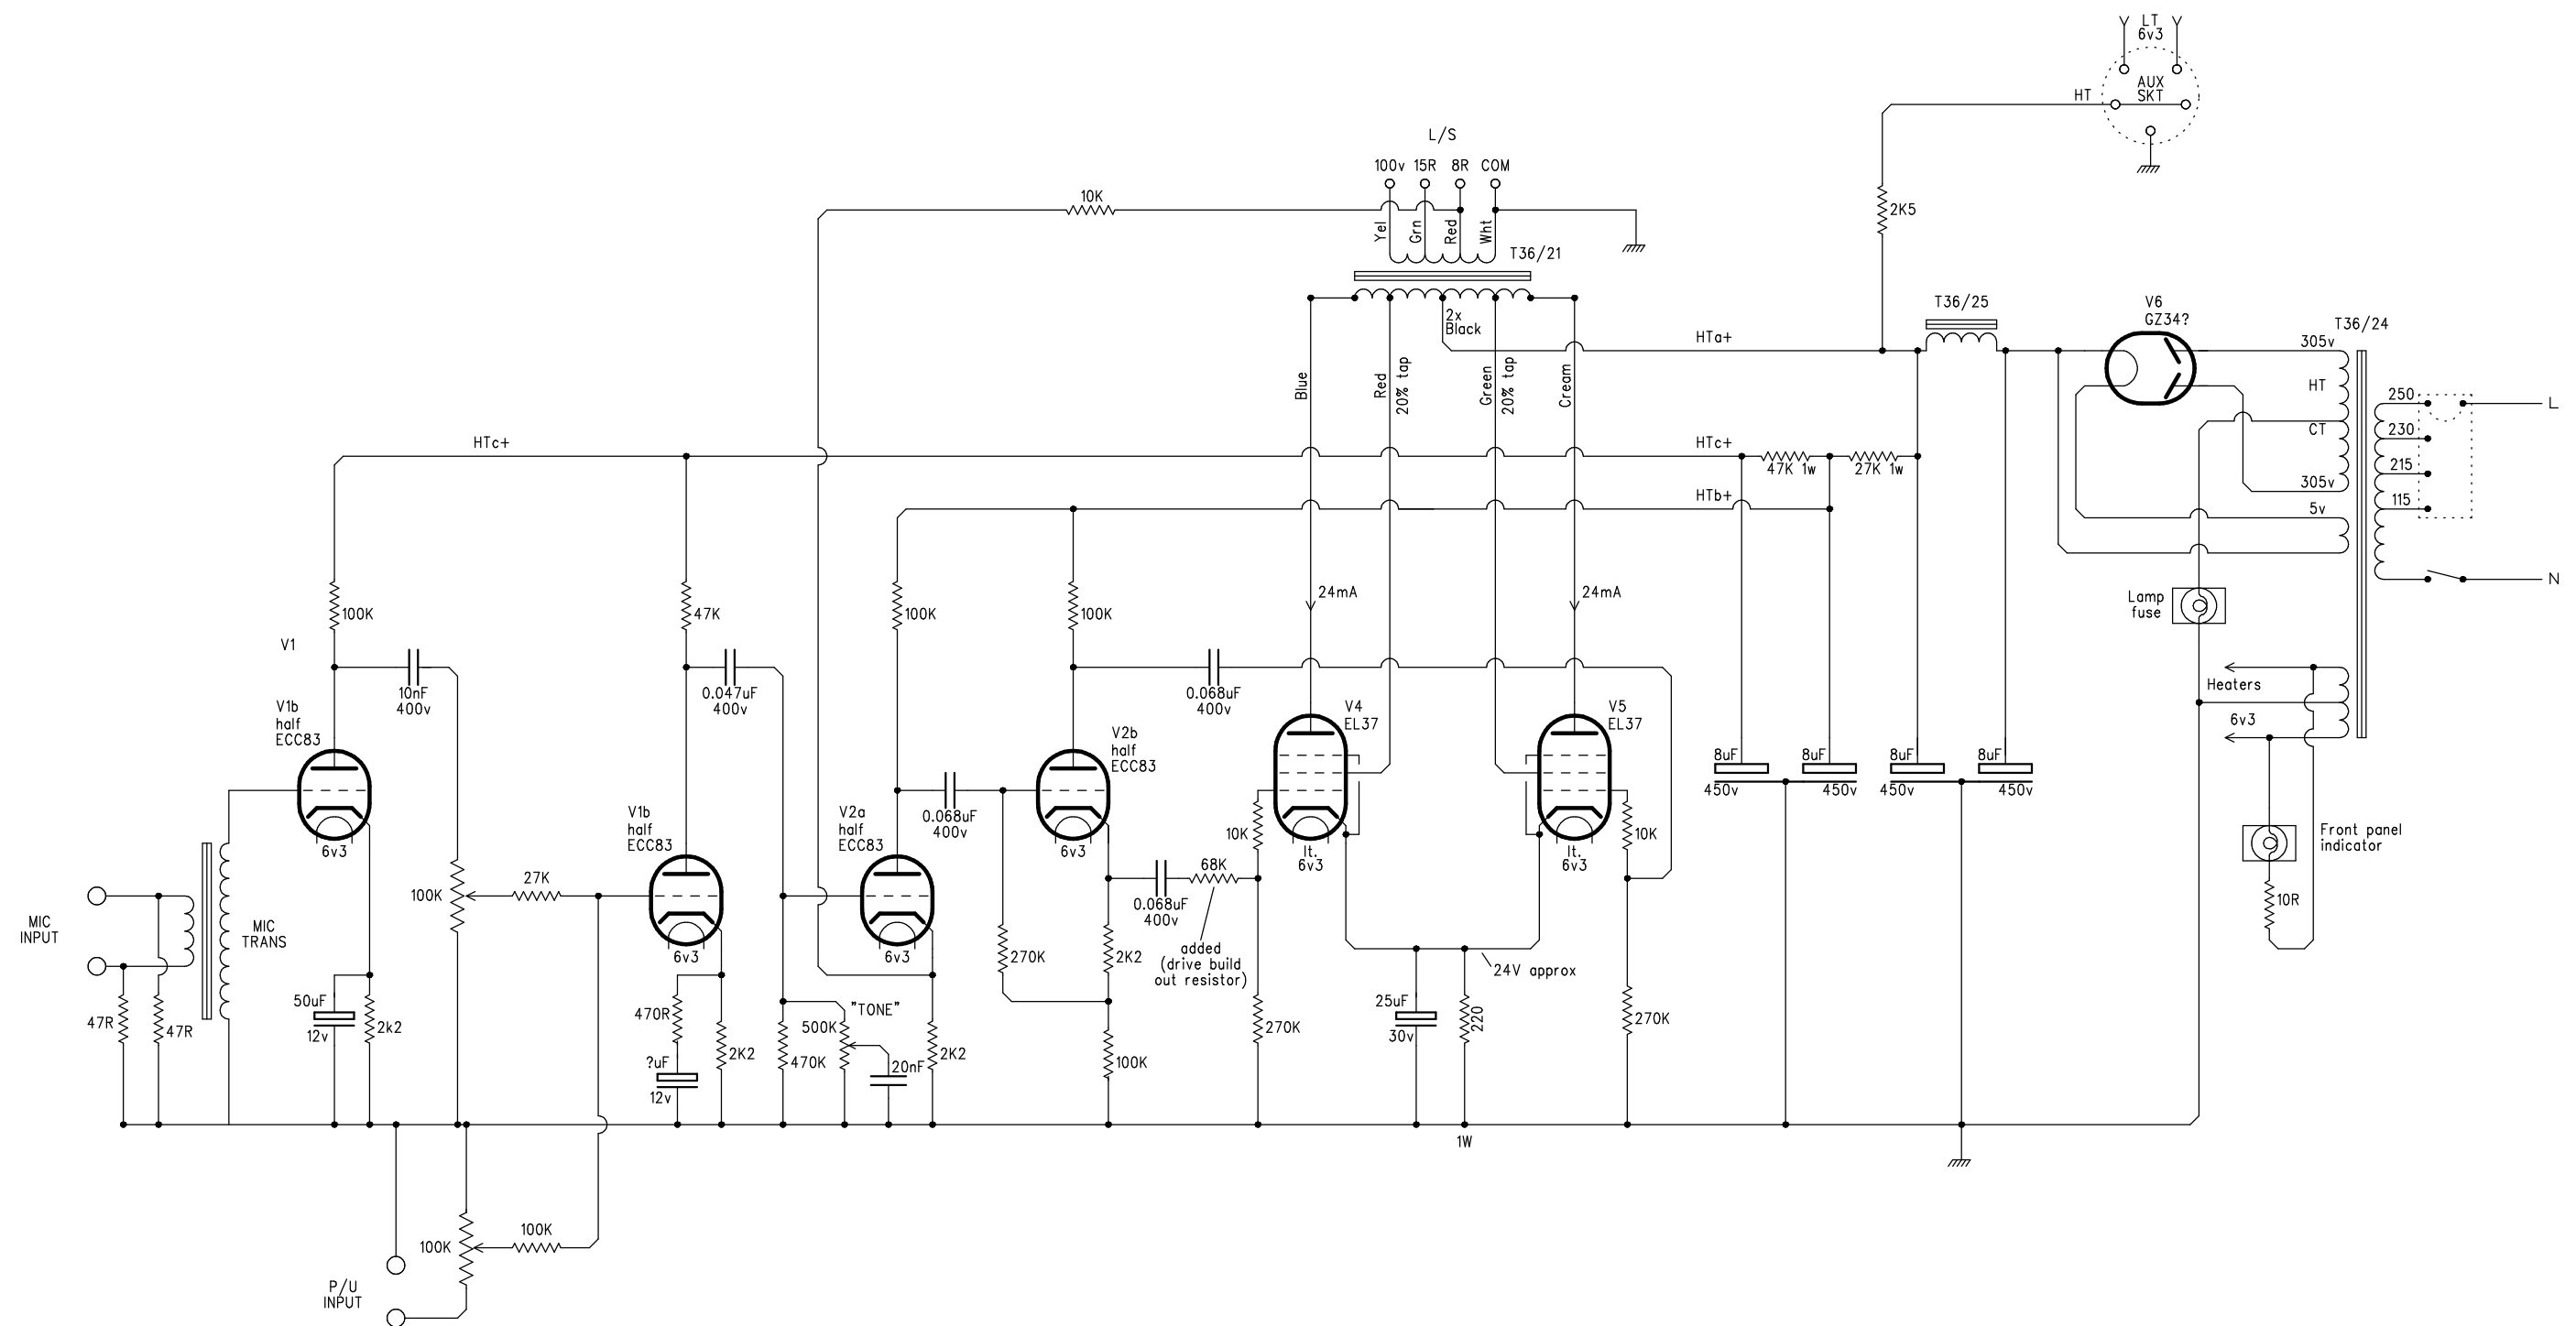 LT
6v3
AUX
SKT
HT
L/S
100v 15R 8R COM
10K
Yel
Grn
Red
Wht
T36/21
2K5
2x
Black
HTa+
T36/25
V6
GZ34?
T36/24
305v
HT
CT
305v
5v
250
230
215
115
L
N
Blue
Red
20% tap
Green
20% tap
Cream
HTc+
HTc+
47K 1w
27K 1w
HTb+
24mA
24mA
Lamp
fuse
100K
47K
100K
100K
V1
10nF
400v
0.047uF
400v
0.068uF
400v
Heaters
6v3
V1b
half
ECC83
6v3
V2b
half
ECC83
6v3
V4
EL37
lt.
6v3
V5
EL37
lt.
6v3
8uF
450v
8uF
450v
8uF
450v
8uF
450v
V1b
half
ECC83
6v3
V2a
half
ECC83
6v3
0.068uF
400v
10K
10K
Front panel
indicator
10R
MIC
INPUT
MIC
TRANS
100K
27K
68K
0.068uF
400v
added
(drive build
out resistor)
24V approx
47R
47R
50uF
12v
2k2
470R
?uF
12v
2K2
470K
"TONE"
500K
20nF
2K2
270K
2K2
100K
270K
25uF
30v
220
1W
270K
100K
100K
P/U
INPUT